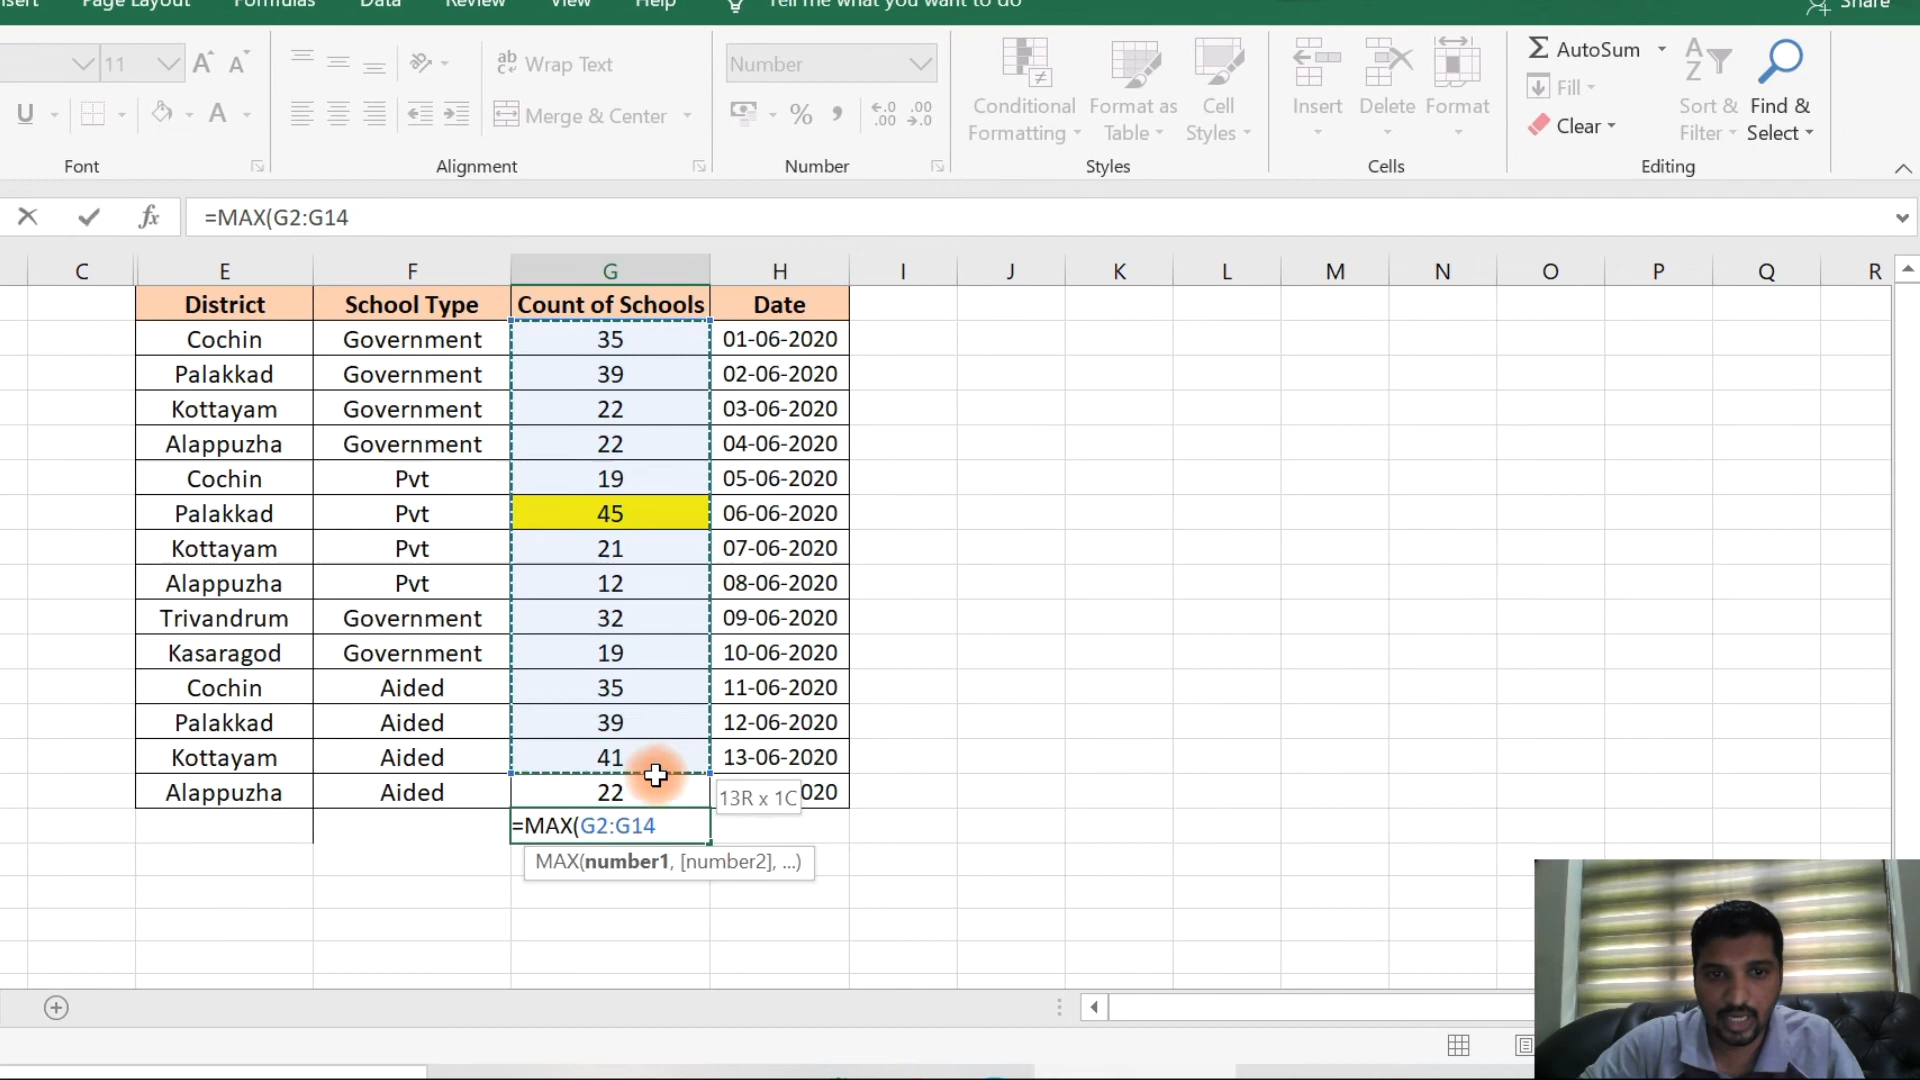 nsert Page Layout Formulas Data Review View Help Tell me what you want to do Share
11 A A Wrap Text Number AutoSum
Fill
U A Merge & Center % , Conditional Formatting Format as Table Cell Styles Insert Delete Format Clear Sort & Filter Find & Select
Font Alignment Number Styles Cells Editing
fx =MAX(G2:G14
C E F G H I J K L M N O P Q R
District School Type Count of Schools Date
Cochin Government 35 01-06-2020
Palakkad Government 39 02-06-2020
Kottayam Government 22 03-06-2020
Alappuzha Government 22 04-06-2020
Cochin Pvt 19 05-06-2020
Palakkad Pvt 45 06-06-2020
Kottayam Pvt 21 07-06-2020
Alappuzha Pvt 12 08-06-2020
Trivandrum Government 32 09-06-2020
Kasaragod Government 19 10-06-2020
Cochin Aided 35 11-06-2020
Palakkad Aided 39 12-06-2020
Kottayam Aided 41 13-06-2020
Alappuzha Aided 22 13R x 1C 020
=MAX(G2:G14
MAX(number1, [number2], ...)